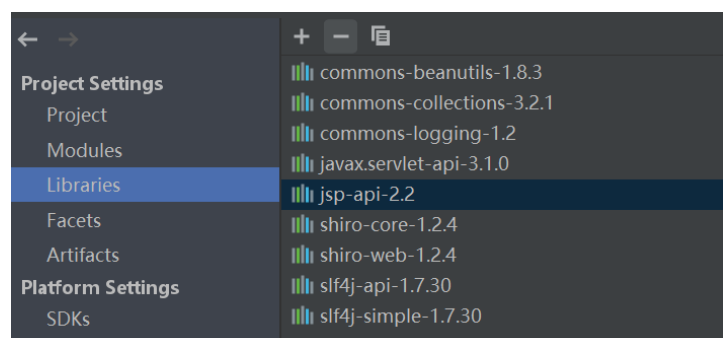 Project Settings
Project
Modules
Libraries
Facets
Artifacts
Platform Settings
SDKs
commons-beanutils-1.8.3
commons-collections-3.2.1
commons-logging-1.2
javax.servlet-api-3.1.0
jsp-api-2.2
shiro-core-1.2.4
shiro-web-1.2.4
slf4j-api-1.7.30
slf4j-simple-1.7.30